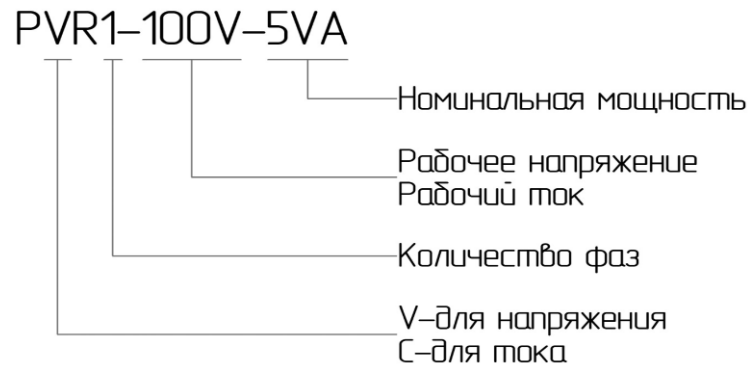 PVR1-100V-5VA
Номинальная мощность
Рабочее напряжение
Рабочий ток
Количество фаз
V-для напряжения
С-для тока